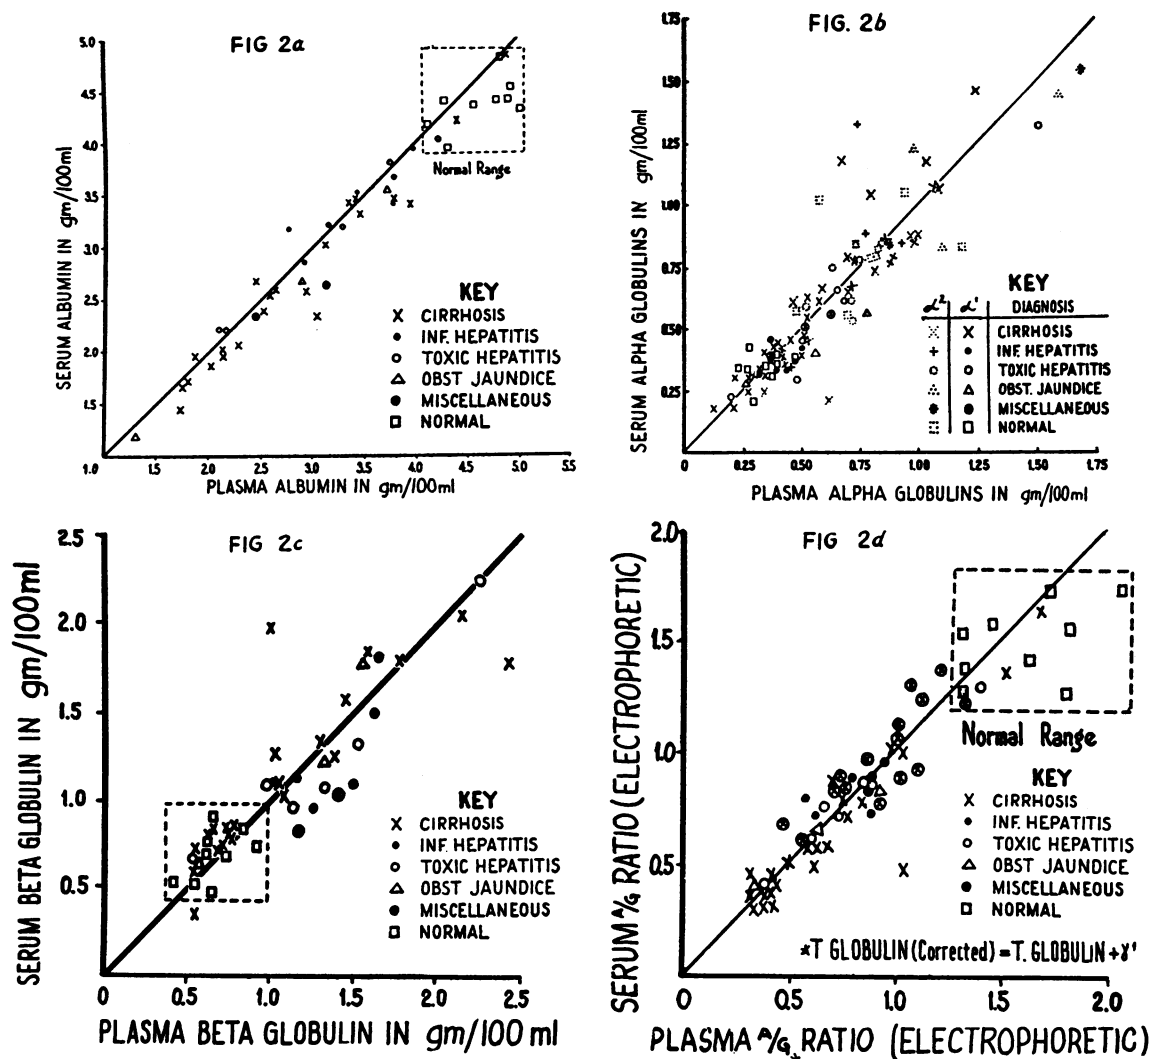 FIG 2a
5.0
4.5
4.0
3.5
3.0
2.5
2.0
1.5
1.0
SERUM ALBUMIN IN gm/100ml
Normal Range
KEY
X CIRRHOSIS
• INF. HEPATITIS
○ TOXIC HEPATITIS
△ OBST. JAUNDICE
● MISCELLANEOUS
□ NORMAL
1.0 1.5 2.0 2.5 3.0 3.5 4.0 4.5 5.0 5.5
PLASMA ALBUMIN IN gm/100ml
FIG. 2b
1.75
1.50
1.25
1.00
0.75
0.50
0.25
0
SERUM ALPHA GLOBULINS IN gm/100ml
KEY
α² α¹ DIAGNOSIS
X CIRRHOSIS
+ • INF. HEPATITIS
○ TOXIC HEPATITIS
△ OBST. JAUNDICE
● MISCELLANEOUS
□ NORMAL
0 0.25 0.50 0.75 1.00 1.25 1.50 1.75
PLASMA ALPHA GLOBULINS IN gm/100ml
FIG 2c
2.5
2.0
1.5
1.0
0.5
0
SERUM BETA GLOBULIN IN gm/100ml
KEY
X CIRRHOSIS
• INF. HEPATITIS
○ TOXIC HEPATITIS
△ OBST JAUNDICE
● MISCELLANEOUS
□ NORMAL
0 0.5 1.0 1.5 2.0 2.5
PLASMA BETA GLOBULIN IN gm/100 ml
FIG 2d
2.0
1.5
1.0
0.5
0
SERUM A/G RATIO (ELECTROPHORETIC)
Normal Range
KEY
X CIRRHOSIS
• INF. HEPATITIS
○ TOXIC HEPATITIS
△ OBST JAUNDICE
● MISCELLANEOUS
□ NORMAL
*T GLOBULIN (Corrected) = T. GLOBULIN + γ'
0 0.5 1.0 1.5 2.0
PLASMA A/G* RATIO (ELECTROPHORETIC)